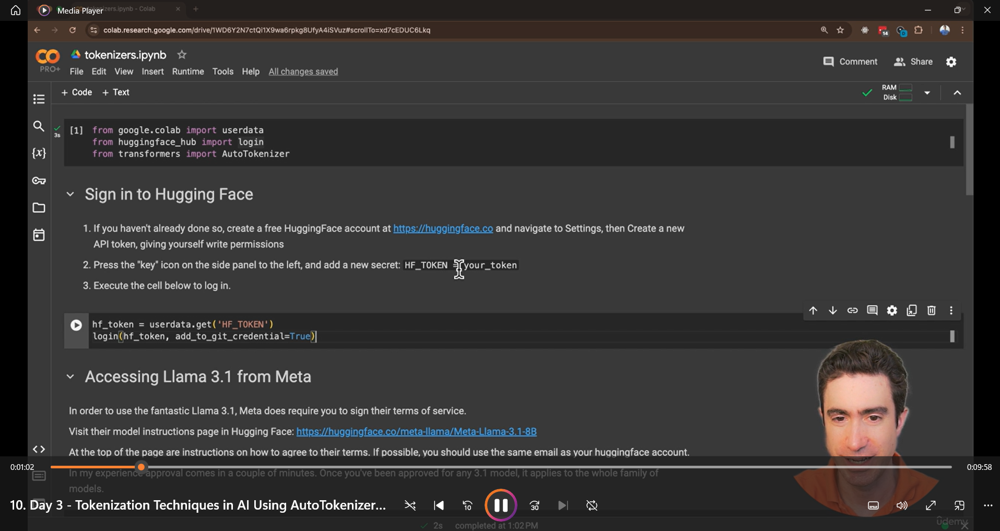 Media Player
tokenizers.ipynb - Colab
colab.research.google.com/drive/1WD6Y2N7ctQi1X9wa6rpkg8UfyA4iSVuz#scrollTo=xd7cEDUC6Lkq
14
D
CO
PRO+
tokenizers.ipynb
Comment
Share
File Edit View Insert Runtime Tools Help All changes saved
+ Code + Text
RAM
Disk
{x}
3s
[1] from google.colab import userdata
from huggingface_hub import login
from transformers import AutoTokenizer
Sign in to Hugging Face
1. If you haven't already done so, create a free HuggingFace account at https://huggingface.co and navigate to Settings, then Create a new
API token, giving yourself write permissions
2. Press the "key" icon on the side panel to the left, and add a new secret: HF_TOKEN = your_token
3. Execute the cell below to log in.
hf_token = userdata.get('HF_TOKEN')
login(hf_token, add_to_git_credential=True)
Accessing Llama 3.1 from Meta
In order to use the fantastic Llama 3.1, Meta does require you to sign their terms of service.
Visit their model instructions page in Hugging Face: https://huggingface.co/meta-llama/Meta-Llama-3.1-8B
At the top of the page are instructions on how to agree to their terms. If possible, you should use the same email as your huggingface account.
0:01:02
0:09:58
In my experience approval comes in a couple of minutes. Once you've been approved for any 3.1 model, it applies to the whole family of
models.
10. Day 3 - Tokenization Techniques in AI Using AutoTokenizer...
10
30
2s completed at 1:02 PM
ûdemy